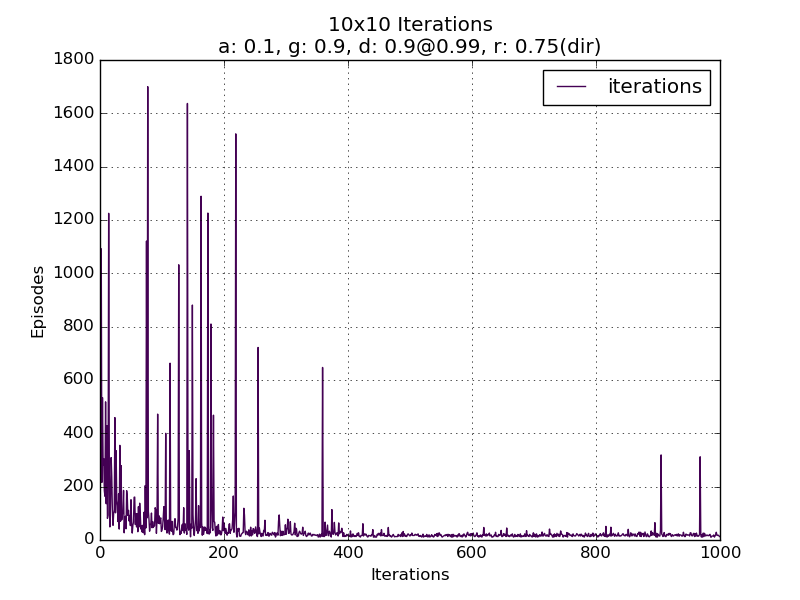 10x10 Iterations
a: 0.1, g: 0.9, d: 0.9@0.99, r: 0.75(dir)
1800
iterations
1600
1400
1200
1000
Episodes
800
600
400
200
0
0 200 400 600 800 1000
Iterations